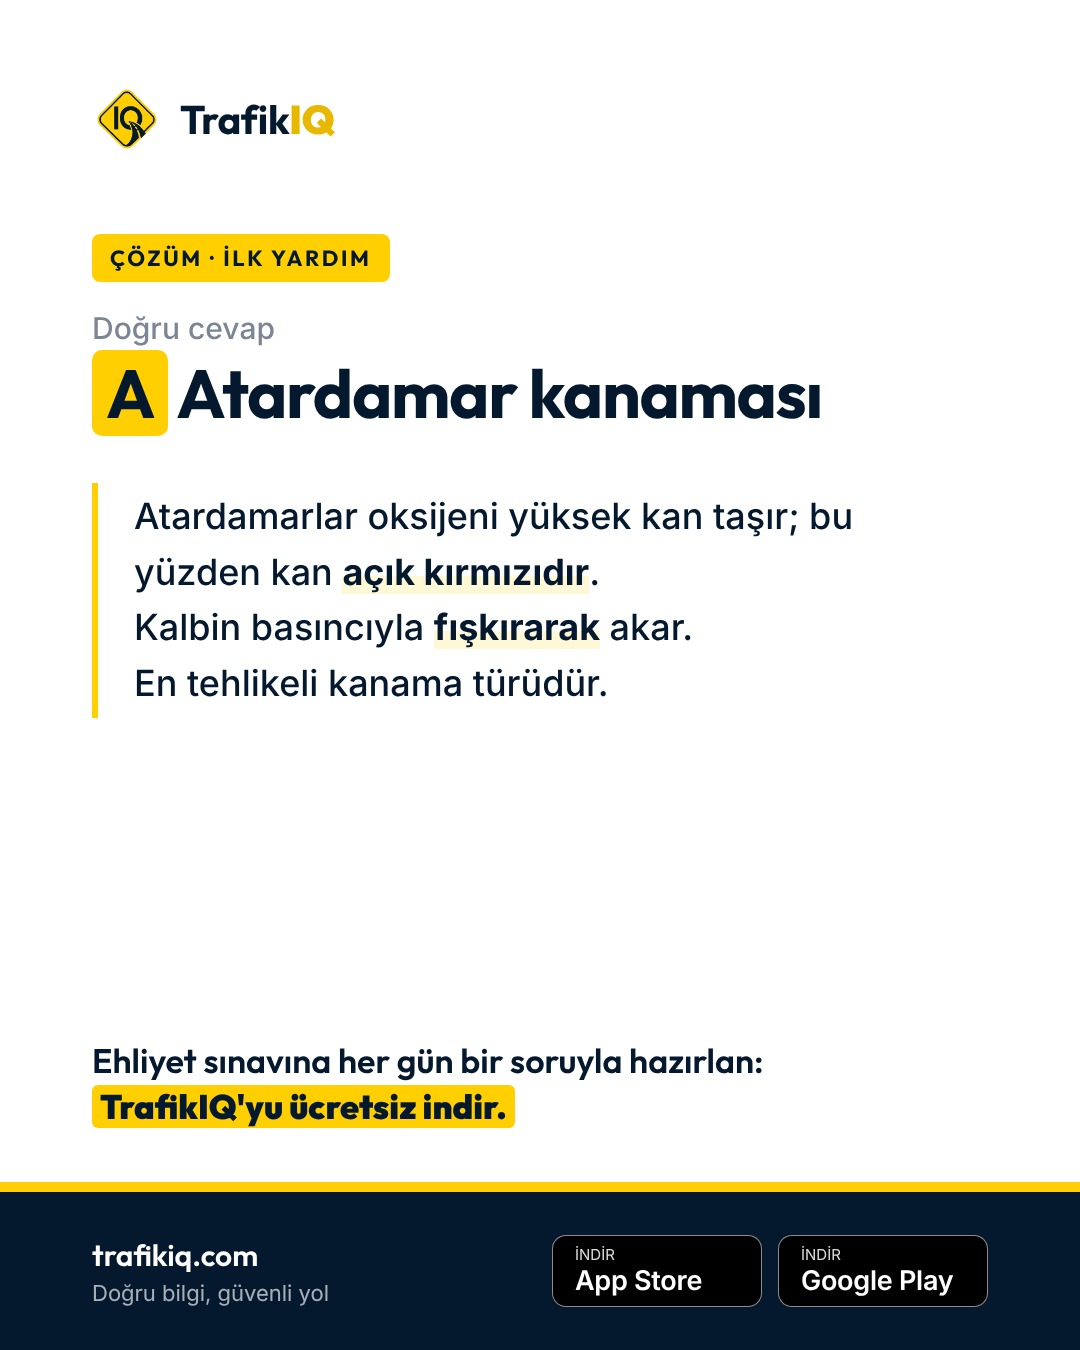 IQ
TrafikIQ
ÇÖZÜM · İLK YARDIM
Doğru cevap
A Atardamar kanaması
Atardamarlar oksijeni yüksek kan taşır; bu
yüzden kan açık kırmızıdır.
Kalbin basıncıyla fışkırarak akar.
En tehlikeli kanama türüdür.
Ehliyet sınavına her gün bir soruyla hazırlan:
TrafikIQ'yu ücretsiz indir.
trafikiq.com
Doğru bilgi, güvenli yol
İNDİR
App Store
İNDİR
Google Play